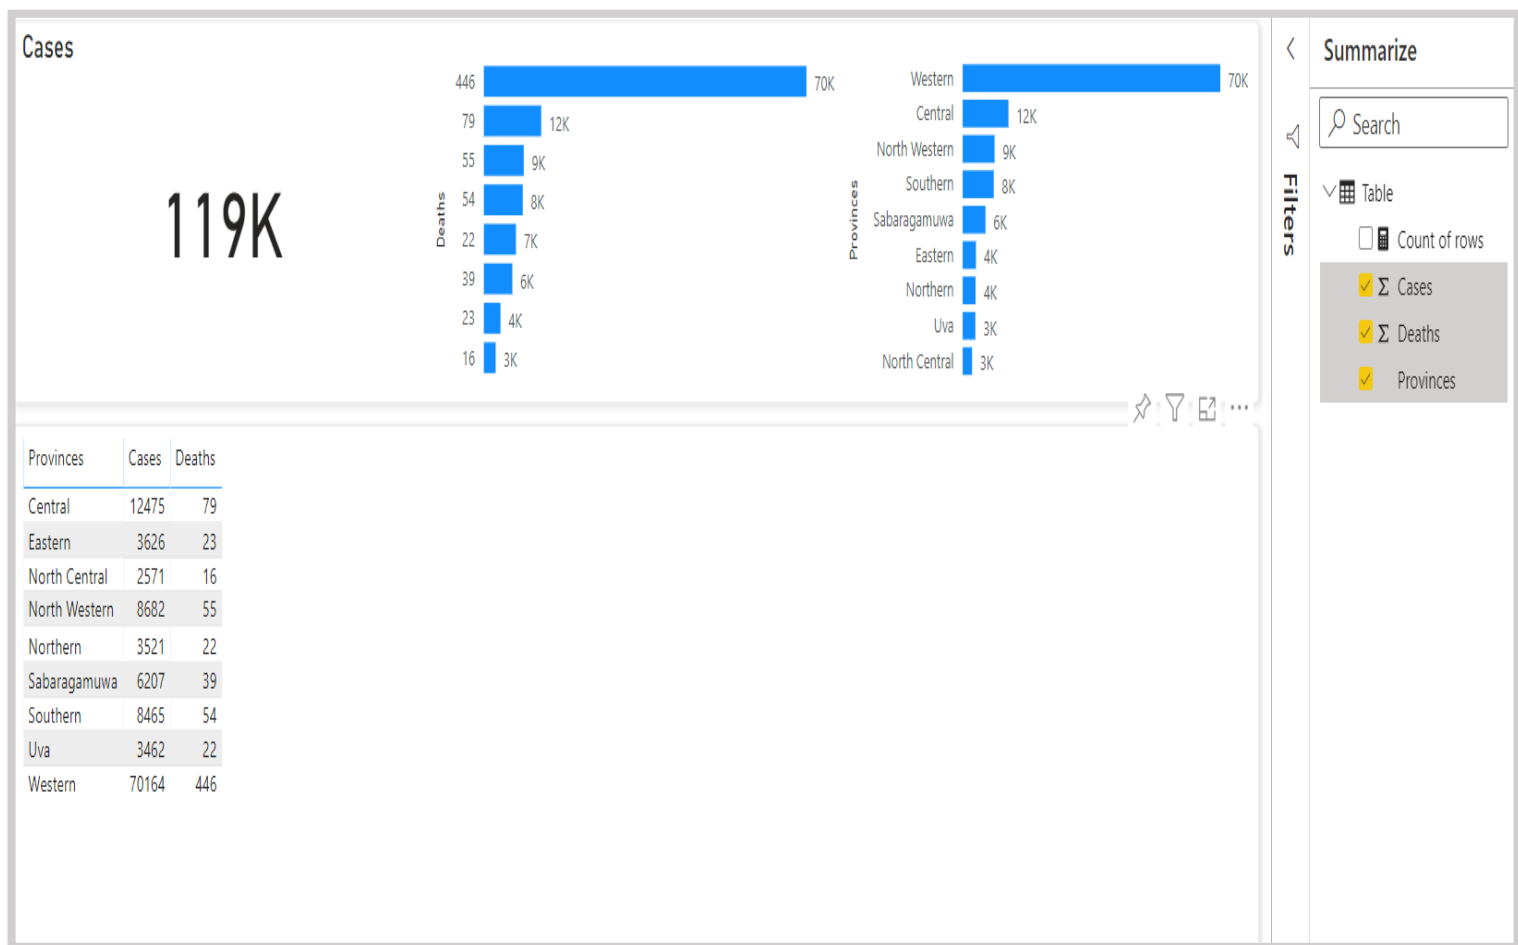 Cases
119K
Deaths
446 70K
79 12K
55 9K
54 8K
22 7K
39 6K
23 4K
16 3K
Provinces
Western 70K
Central 12K
North Western 9K
Southern 8K
Sabaragamuwa 6K
Eastern 4K
Northern 4K
Uva 3K
North Central 3K
Provinces Cases Deaths
Central 12475 79
Eastern 3626 23
North Central 2571 16
North Western 8682 55
Northern 3521 22
Sabaragamuwa 6207 39
Southern 8465 54
Uva 3462 22
Western 70164 446
Filters
Summarize
Search
Table
Count of rows
Σ Cases
Σ Deaths
Provinces